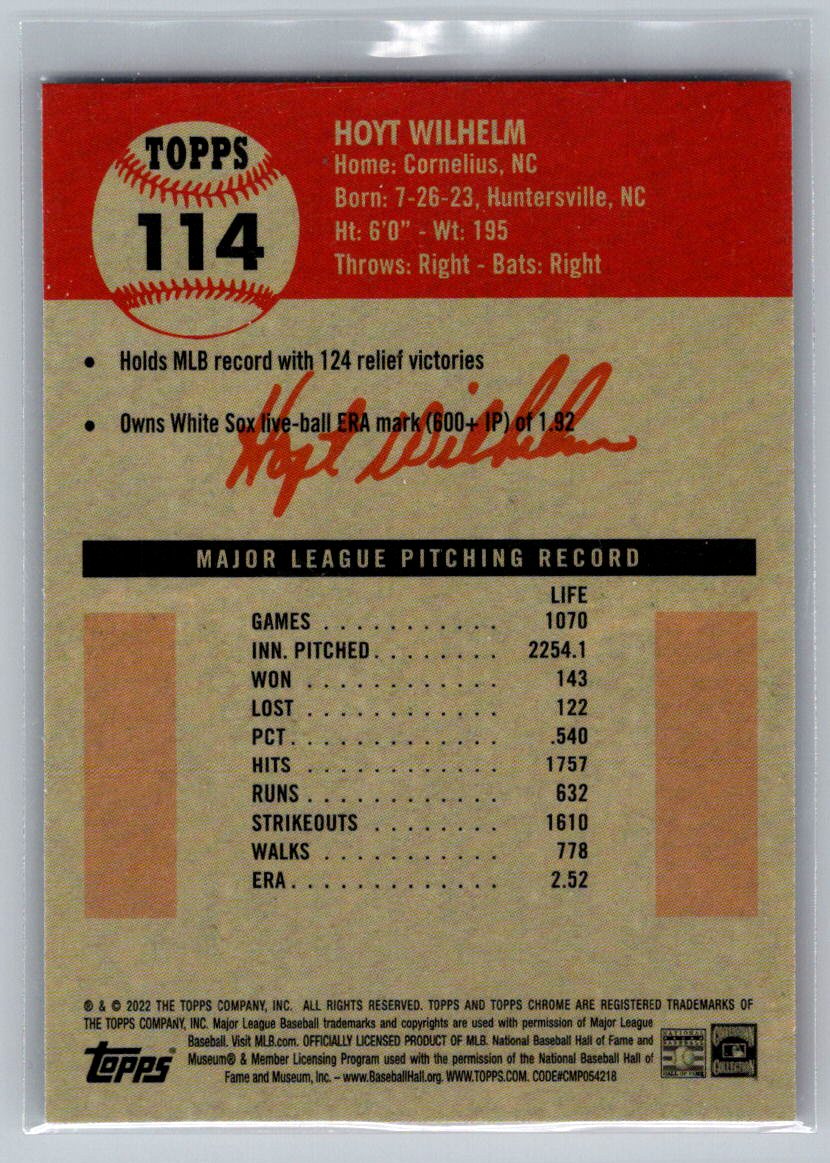 TOPPS
114
HOYT WILHELM
Home: Cornelius, NC
Born: 7-26-23, Huntersville, NC
Ht: 6'0" - Wt: 195
Throws: Right - Bats: Right
• Holds MLB record with 124 relief victories
• Owns White Sox live-ball ERA mark (600+ IP) of 1.92
Hoyt Wilhelm
MAJOR LEAGUE PITCHING RECORD
LIFE
GAMES . . . . . . . . . . . 1070
INN. PITCHED. . . . . . . . 2254.1
WON . . . . . . . . . . . . 143
LOST . . . . . . . . . . . . 122
PCT. . . . . . . . . . . . . .540
HITS . . . . . . . . . . . . 1757
RUNS . . . . . . . . . . . . 632
STRIKEOUTS . . . . . . . . 1610
WALKS . . . . . . . . . . . 778
ERA. . . . . . . . . . . . . 2.52
® & © 2022 THE TOPPS COMPANY, INC. ALL RIGHTS RESERVED. TOPPS AND TOPPS CHROME ARE REGISTERED TRADEMARKS OF
THE TOPPS COMPANY, INC. Major League Baseball trademarks and copyrights are used with permission of Major League
Baseball. Visit MLB.com. OFFICIALLY LICENSED PRODUCT OF MLB. National Baseball Hall of Fame and
Museum® & Member Licensing Program used with the permission of the National Baseball Hall of
Fame and Museum, Inc. – www.BaseballHall.org. WWW.TOPPS.COM. CODE#CMP054218
TOPPS®
NATIONAL
BASEBALL
HALL OF FAME
COOPERSTOWN
COLLECTION